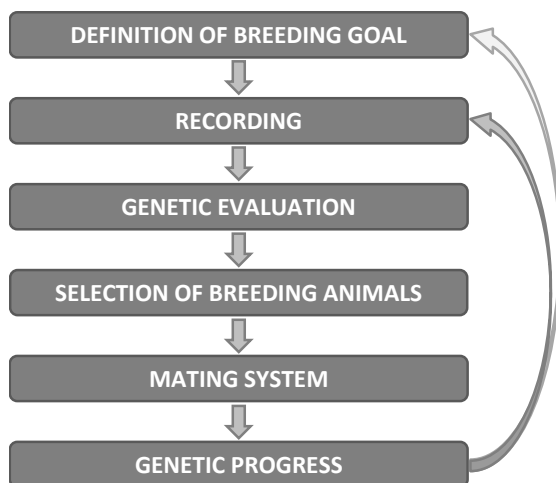 DEFINITION OF BREEDING GOAL
RECORDING
GENETIC EVALUATION
SELECTION OF BREEDING ANIMALS
MATING SYSTEM
GENETIC PROGRESS